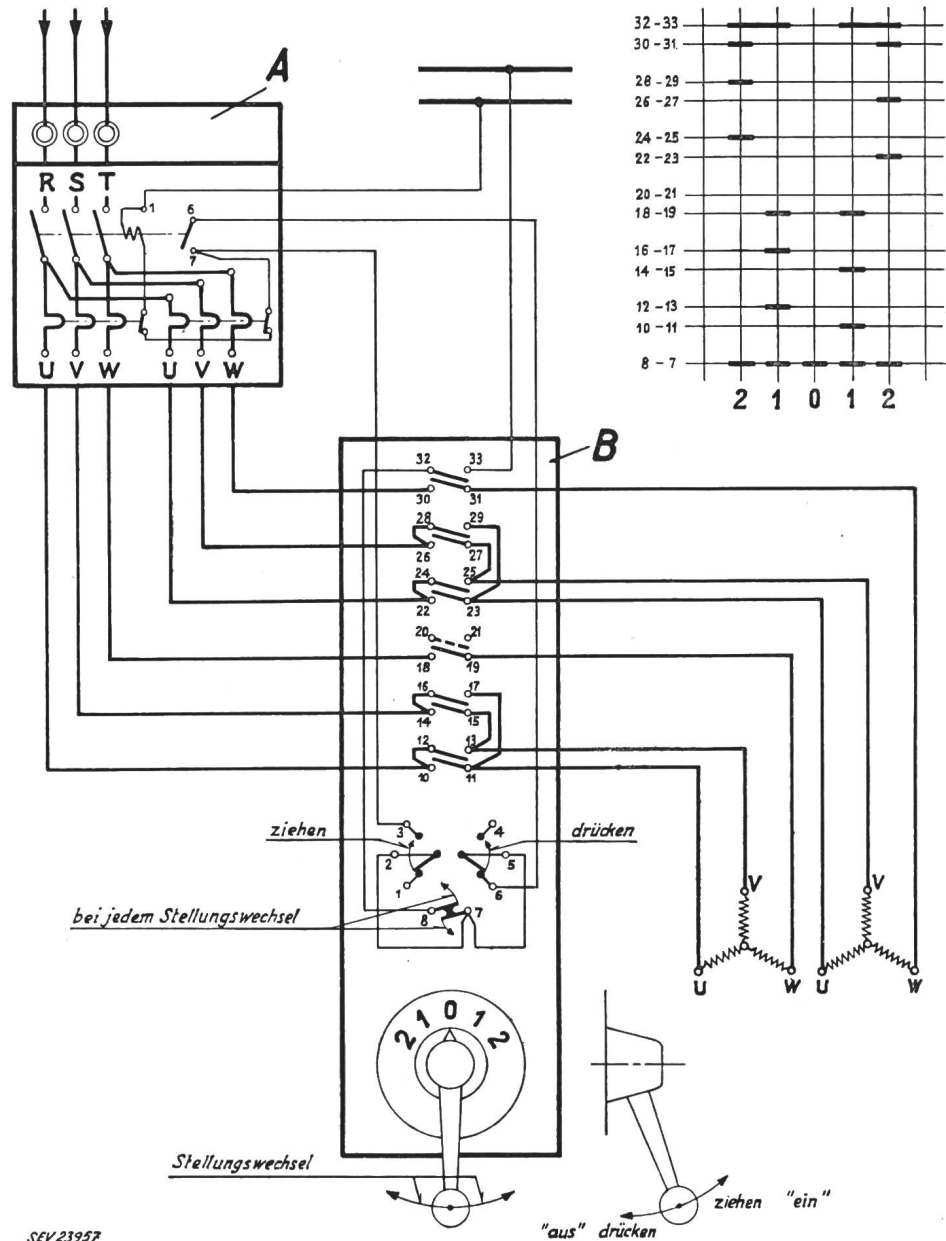 A
R S T
1
6
7
U V W U V W
32-33
30-31
28-29
26-27
24-25
22-23
20-21
18-19
16-17
14-15
12-13
10-11
8-7
2 1 0 1 2
B
32 33
30 31
28 29
26 27
24 25
22 23
20 21
18 19
16 17
14 15
12 13
10 11
ziehen
drücken
3 4
2 5
1 6
bei jedem Stellungswechsel
8 7
V V
U W U W
2 1 0 1 2
Stellungswechsel
ziehen "ein"
"aus" drücken
SEV 23957